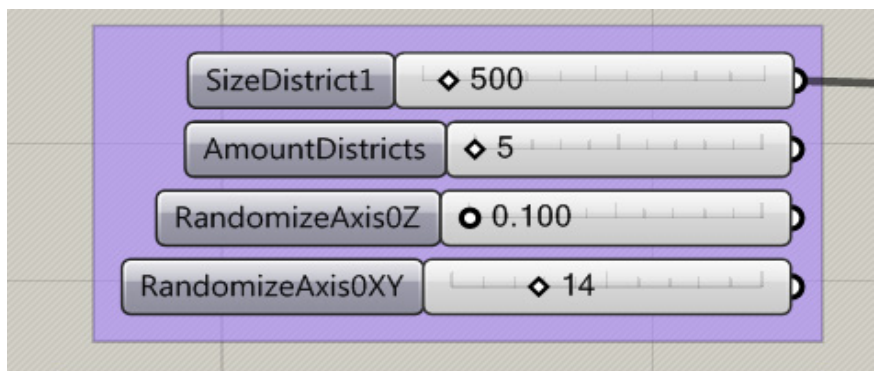 SizeDistrict1 500
AmountDistricts 5
RandomizeAxis0Z 0.100
RandomizeAxis0XY 14